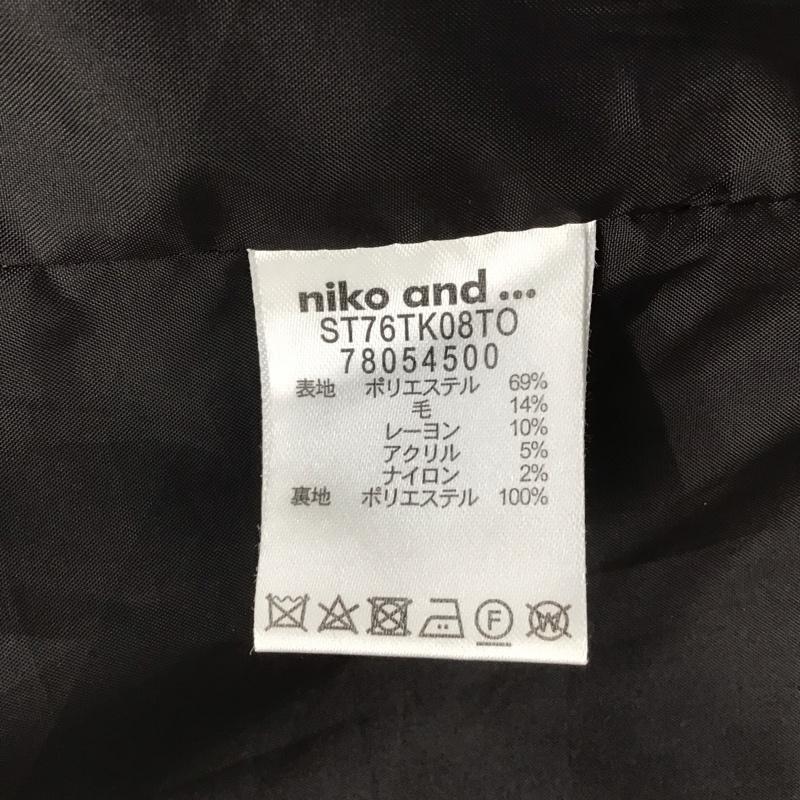 niko and ...
ST76TK08TO
78054500
表地 ポリエステル 69%
毛 14%
レーヨン 10%
アクリル 5%
ナイロン 2%
裏地 ポリエステル 100%
F W